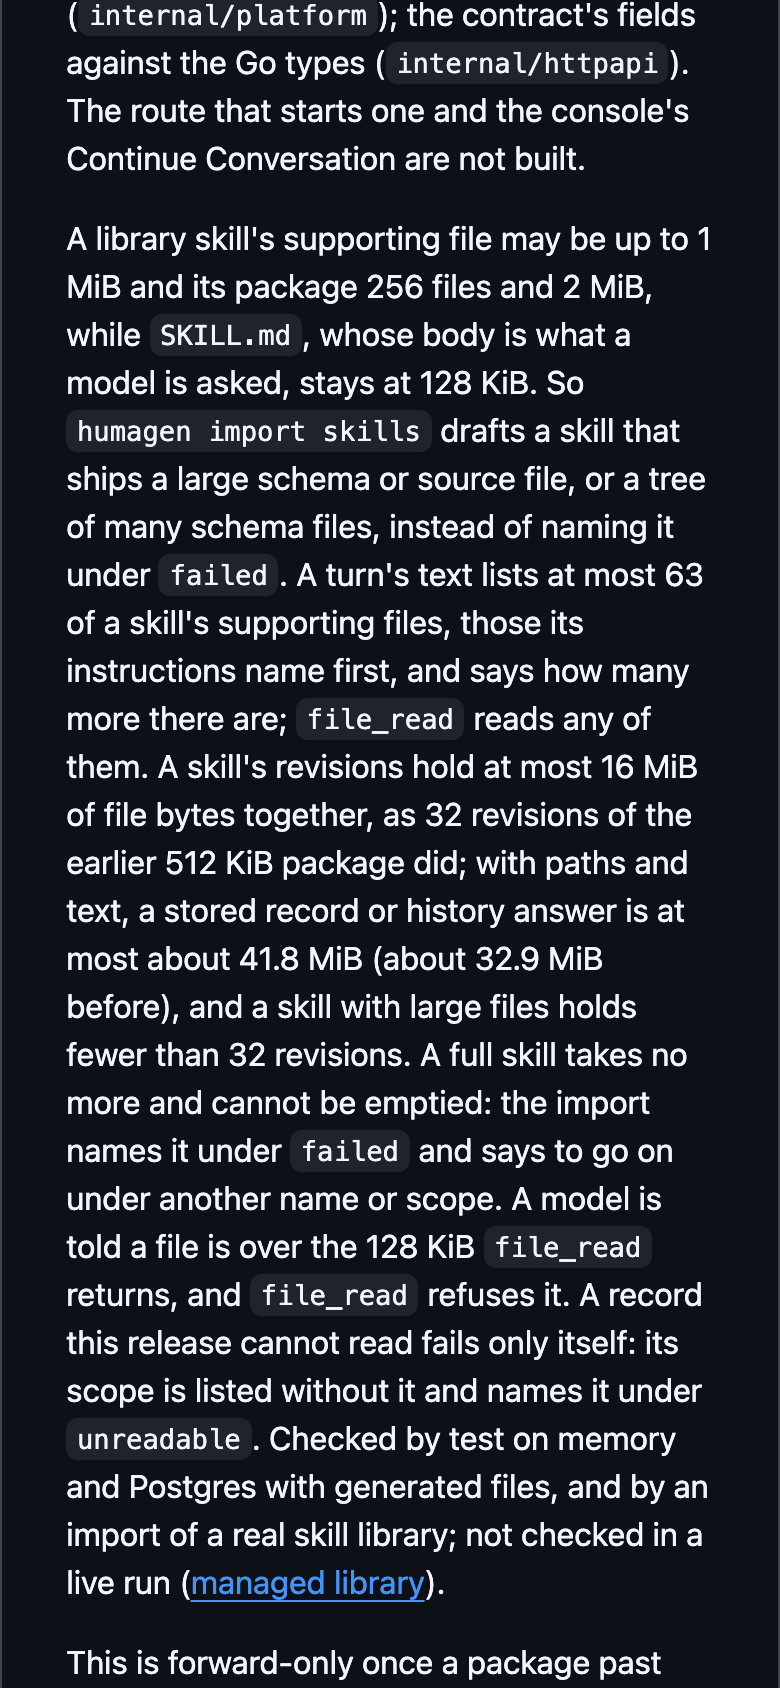 (internal/platform); the contract's fields
against the Go types (internal/httpapi).
The route that starts one and the console's
Continue Conversation are not built.
A library skill's supporting file may be up to 1
MiB and its package 256 files and 2 MiB,
while SKILL.md, whose body is what a
model is asked, stays at 128 KiB. So
humagen import skills drafts a skill that
ships a large schema or source file, or a tree
of many schema files, instead of naming it
under failed. A turn's text lists at most 63
of a skill's supporting files, those its
instructions name first, and says how many
more there are; file_read reads any of
them. A skill's revisions hold at most 16 MiB
of file bytes together, as 32 revisions of the
earlier 512 KiB package did; with paths and
text, a stored record or history answer is at
most about 41.8 MiB (about 32.9 MiB
before), and a skill with large files holds
fewer than 32 revisions. A full skill takes no
more and cannot be emptied: the import
names it under failed and says to go on
under another name or scope. A model is
told a file is over the 128 KiB file_read
returns, and file_read refuses it. A record
this release cannot read fails only itself: its
scope is listed without it and names it under
unreadable. Checked by test on memory
and Postgres with generated files, and by an
import of a real skill library; not checked in a
live run (managed library).
This is forward-only once a package past